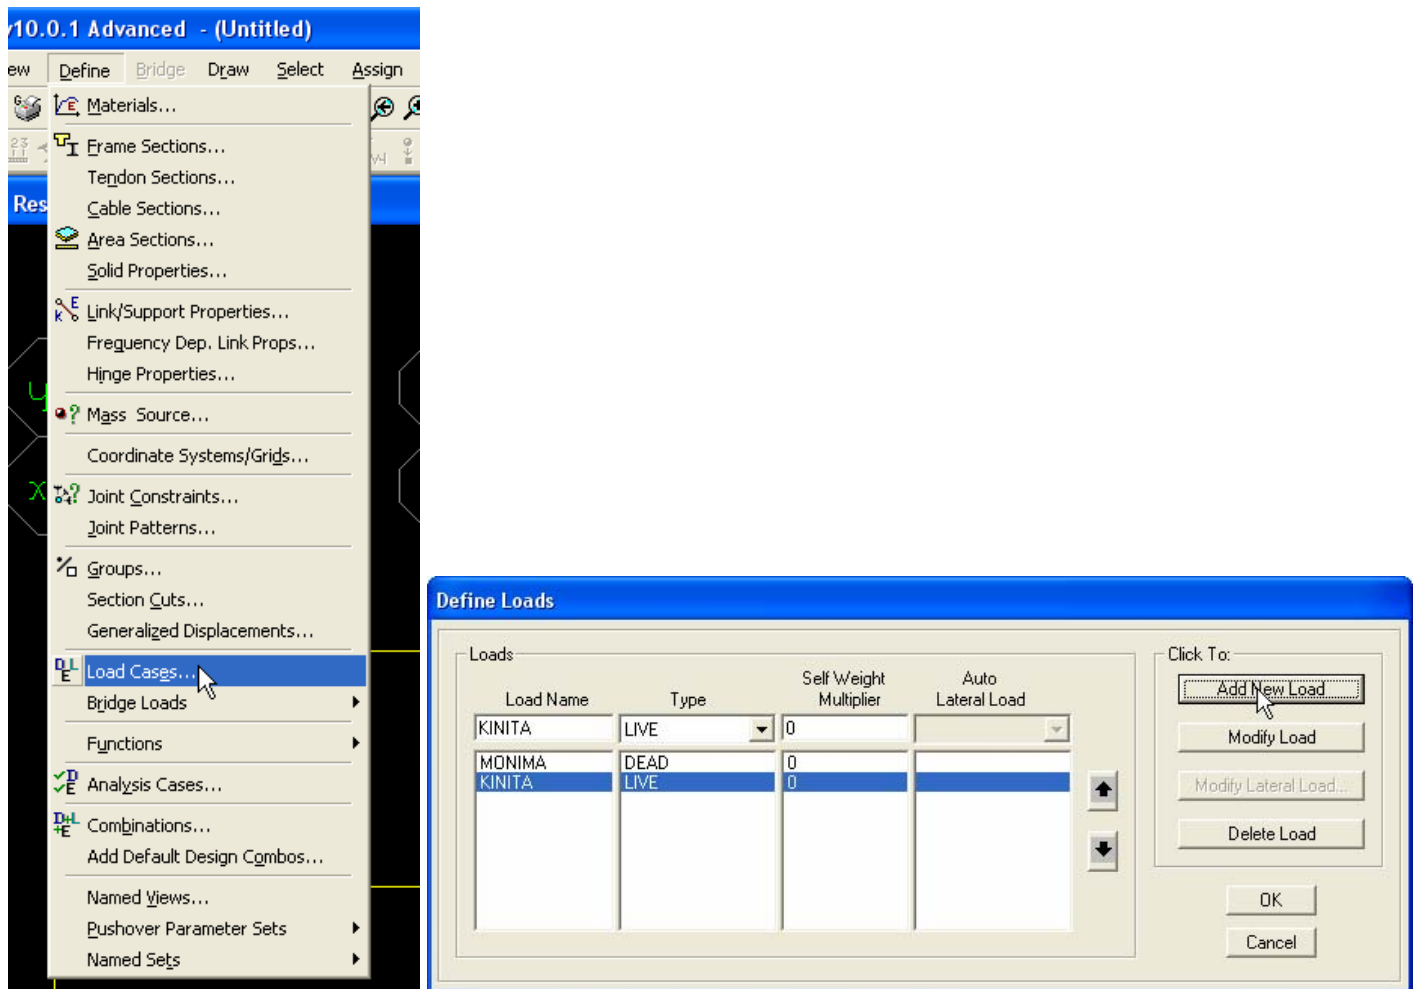 v10.0.1 Advanced - (Untitled)
ew Define Bridge Draw Select Assign
Materials...
Frame Sections...
Tendon Sections...
Res
Cable Sections...
Area Sections...
Solid Properties...
Link/Support Properties...
Frequency Dep. Link Props...
Hinge Properties...
y
Mass Source...
Coordinate Systems/Grids...
x
Joint Constraints...
Joint Patterns...
Groups...
Section Cuts...
Generalized Displacements...
Load Cases...
Bridge Loads
Functions
Analysis Cases...
Combinations...
Add Default Design Combos...
Named Views...
Pushover Parameter Sets
Named Sets
Define Loads
Loads
Load Name Type Self Weight Multiplier Auto Lateral Load
KINITA LIVE 0
MONIMA DEAD 0
KINITA LIVE 0
Click To:
Add New Load
Modify Load
Modify Lateral Load...
Delete Load
OK
Cancel